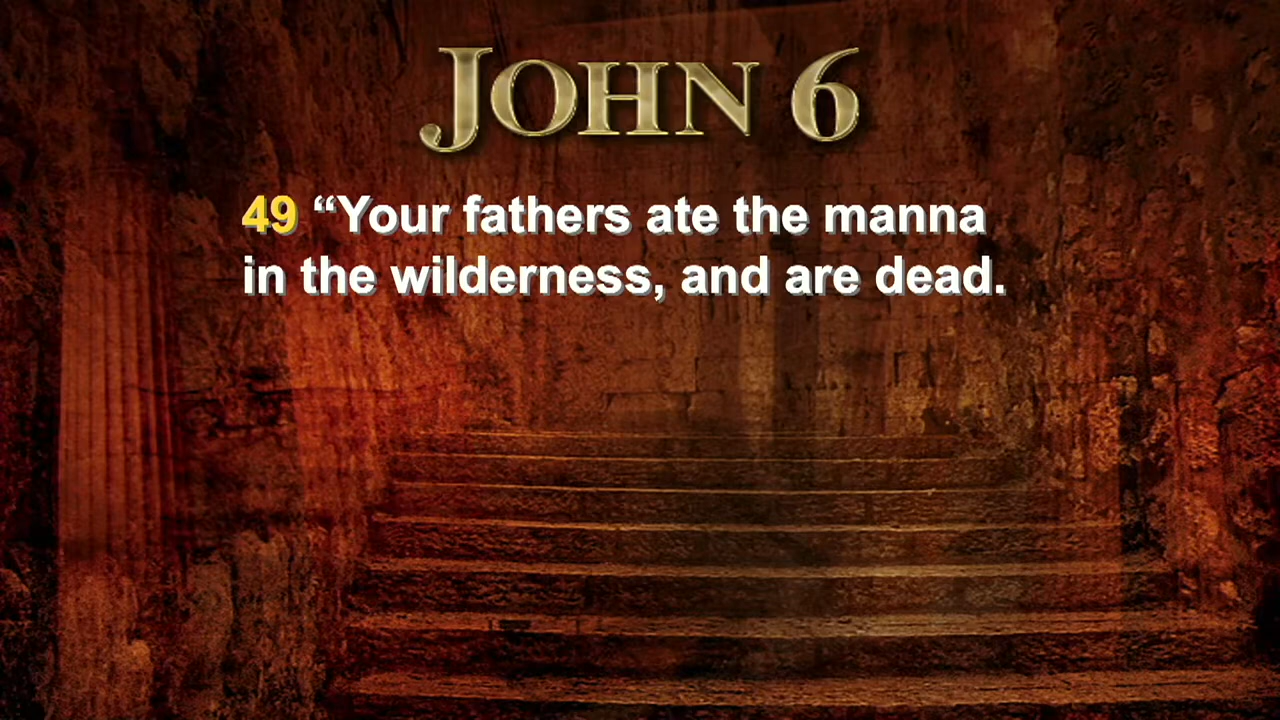 JOHN 6
49 “Your fathers ate the manna
in the wilderness, and are dead.